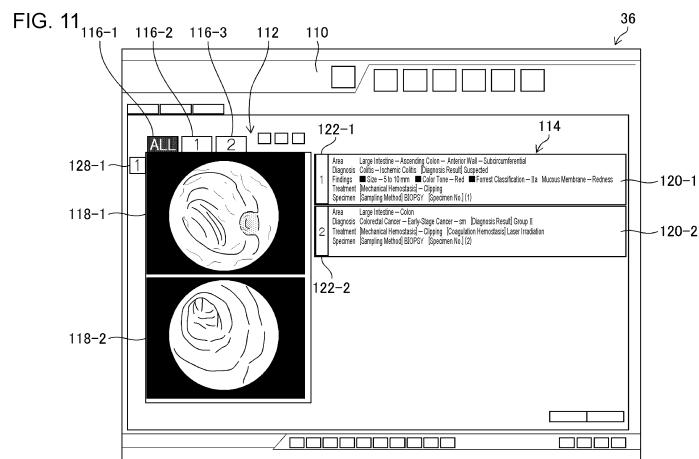 FIG. 11
116-1
116-2
116-3
112
110
36
ALL
1
2
128-1
1
118-1
118-2
122-1
114
1
Area Large Intestine – Ascending Colon – Anterior Wall – Subcircumferential
Diagnosis Colitis – Ischemic Colitis [Diagnosis Result] Suspected
Findings ■ Size – 5 to 10 mm ■ Color Tone – Red ■ Forrest Classification – IIa Mucous Membrane – Redness
Treatment [Mechanical Hemostasis] – Clipping
Specimen [Sampling Method] BIOPSY [Specimen No.] (1)
120-1
2
Area Large Intestine – Colon
Diagnosis Colorectal Cancer – Early-Stage Cancer – sm [Diagnosis Result] Group II
Treatment [Mechanical Hemostasis] – Clipping [Coagulation Hemostasis] Laser Irradiation
Specimen [Sampling Method] BIOPSY [Specimen No.] (2)
120-2
122-2